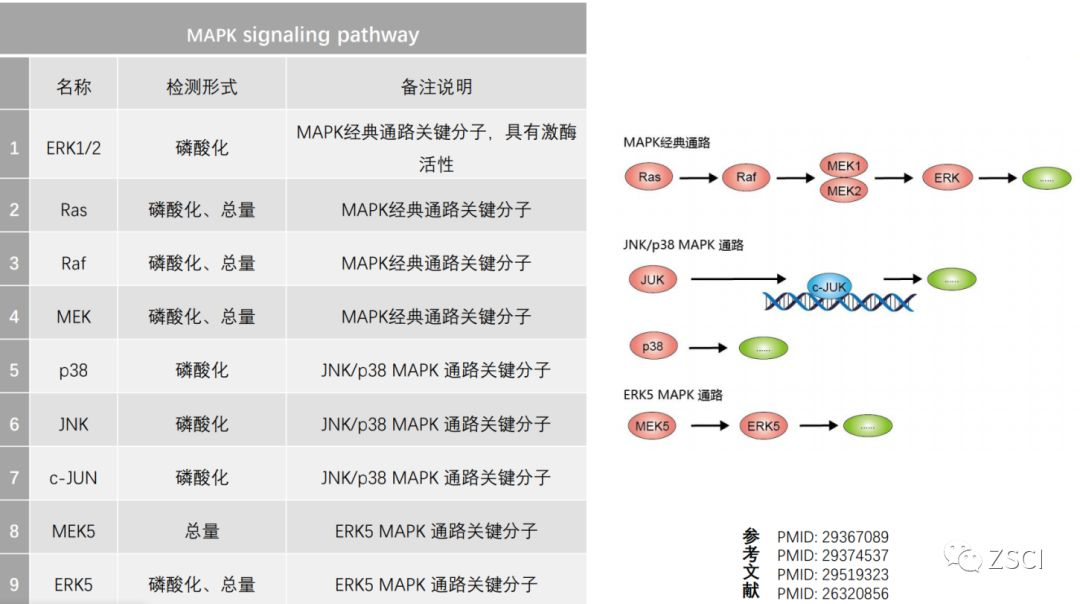 MAPK signaling pathway
名称 检测形式 备注说明
1 ERK1/2 磷酸化 MAPK经典通路关键分子，具有激酶
活性
2 Ras 磷酸化、总量 MAPK经典通路关键分子
3 Raf 磷酸化、总量 MAPK经典通路关键分子
4 MEK 磷酸化、总量 MAPK经典通路关键分子
5 p38 磷酸化 JNK/p38 MAPK 通路关键分子
6 JNK 磷酸化 JNK/p38 MAPK 通路关键分子
7 c-JUN 磷酸化 JNK/p38 MAPK 通路关键分子
8 MEK5 总量 ERK5 MAPK 通路关键分子
9 ERK5 磷酸化、总量 ERK5 MAPK 通路关键分子
MAPK经典通路
Ras Raf MEK1 ERK ......
MEK2
JNK/p38 MAPK 通路
JUK c-JUK ......
p38 ......
ERK5 MAPK 通路
MEK5 ERK5 ......
参考文献
PMID: 29367089
PMID: 29374537
PMID: 29519323
PMID: 26320856
ZSCI